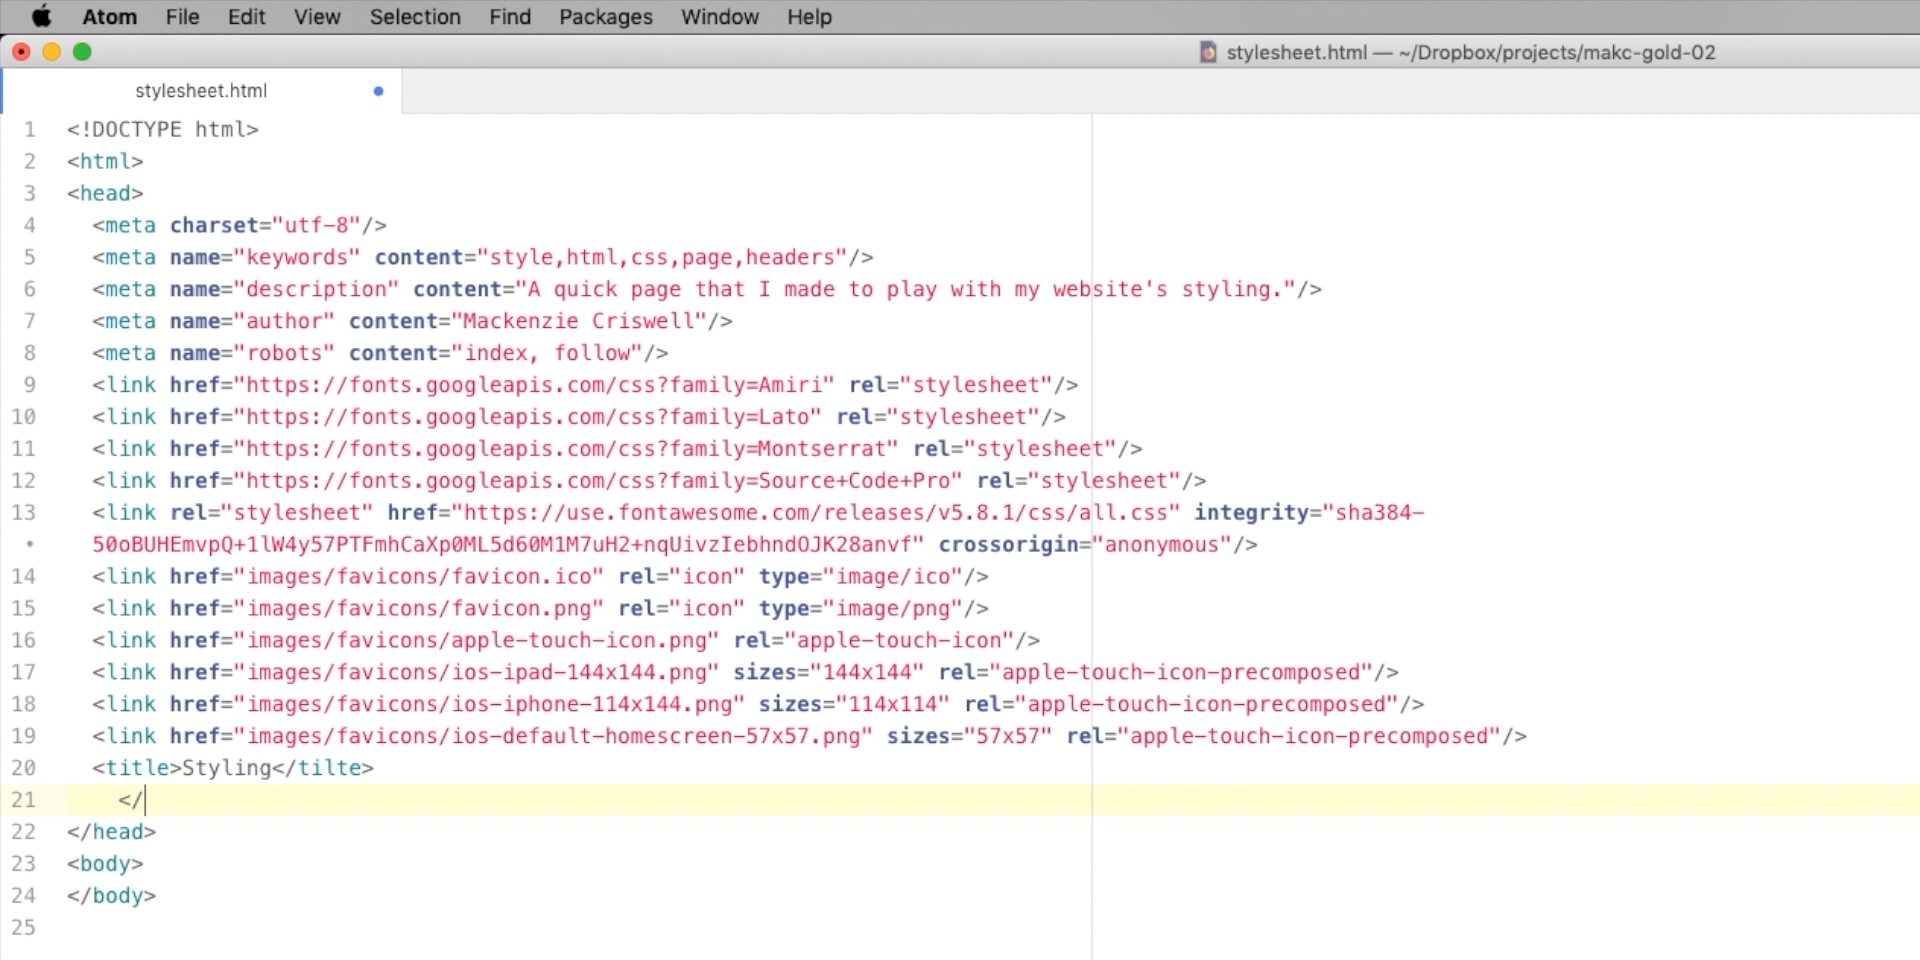 Atom File Edit View Selection Find Packages Window Help
stylesheet.html — ~/Dropbox/projects/makc-gold-02
stylesheet.html
1 <!DOCTYPE html>
2 <html>
3 <head>
4 <meta charset="utf-8"/>
5 <meta name="keywords" content="style,html,css,page,headers"/>
6 <meta name="description" content="A quick page that I made to play with my website's styling."/>
7 <meta name="author" content="Mackenzie Criswell"/>
8 <meta name="robots" content="index, follow"/>
9 <link href="https://fonts.googleapis.com/css?family=Amiri" rel="stylesheet"/>
10 <link href="https://fonts.googleapis.com/css?family=Lato" rel="stylesheet"/>
11 <link href="https://fonts.googleapis.com/css?family=Montserrat" rel="stylesheet"/>
12 <link href="https://fonts.googleapis.com/css?family=Source+Code+Pro" rel="stylesheet"/>
13 <link rel="stylesheet" href="https://use.fontawesome.com/releases/v5.8.1/css/all.css" integrity="sha384-
• 50oBUHEmvpQ+1lW4y57PTFmhCaXp0ML5d60M1M7uH2+nqUivzIebhndOJK28anvf" crossorigin="anonymous"/>
14 <link href="images/favicons/favicon.ico" rel="icon" type="image/ico"/>
15 <link href="images/favicons/favicon.png" rel="icon" type="image/png"/>
16 <link href="images/favicons/apple-touch-icon.png" rel="apple-touch-icon"/>
17 <link href="images/favicons/ios-ipad-144x144.png" sizes="144x144" rel="apple-touch-icon-precomposed"/>
18 <link href="images/favicons/ios-iphone-114x144.png" sizes="114x114" rel="apple-touch-icon-precomposed"/>
19 <link href="images/favicons/ios-default-homescreen-57x57.png" sizes="57x57" rel="apple-touch-icon-precomposed"/>
20 <title>Styling</tilte>
21 </
22 </head>
23 <body>
24 </body>
25